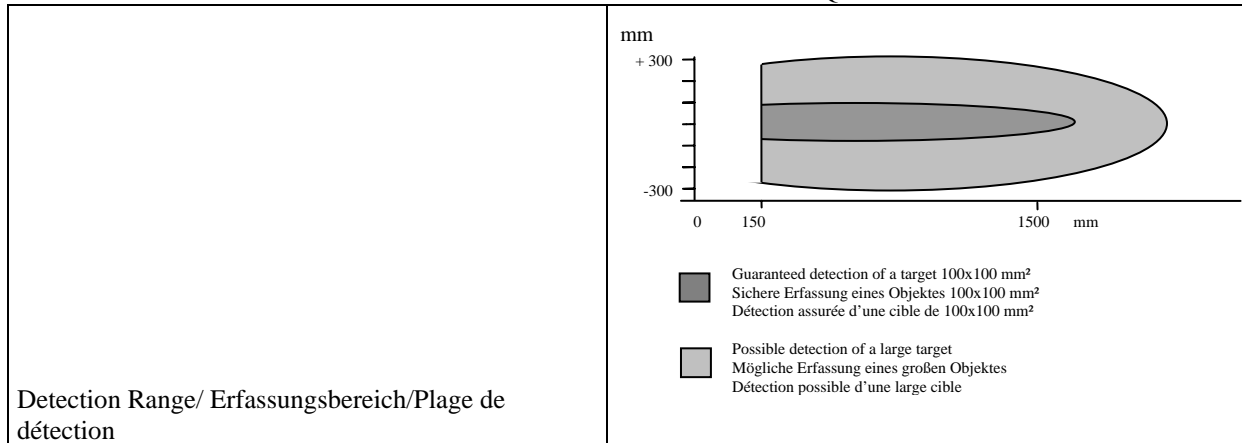 Detection Range/ Erfassungsbereich/Plage de
détection
mm
+ 300
-300
0 150 1500 mm
Guaranteed detection of a target 100x100 mm²
Sichere Erfassung eines Objektes 100x100 mm²
Détection assurée d’une cible de 100x100 mm²
Possible detection of a large target
Mögliche Erfassung eines großen Objektes
Détection possible d’une large cible